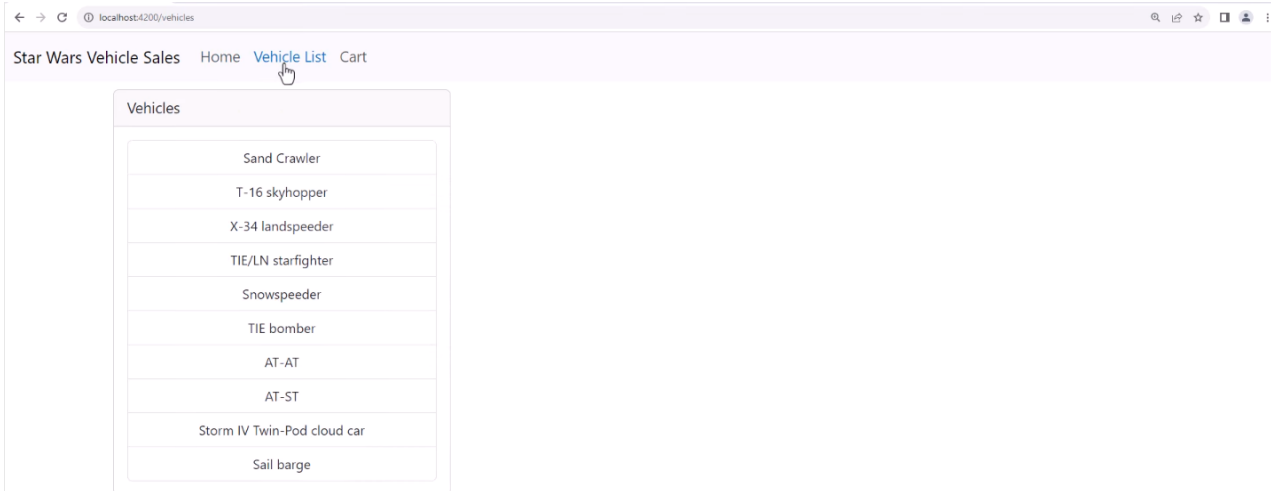 localhost:4200/vehicles
Star Wars Vehicle Sales Home Vehicle List Cart
Vehicles
Sand Crawler
T-16 skyhopper
X-34 landspeeder
TIE/LN starfighter
Snowspeeder
TIE bomber
AT-AT
AT-ST
Storm IV Twin-Pod cloud car
Sail barge